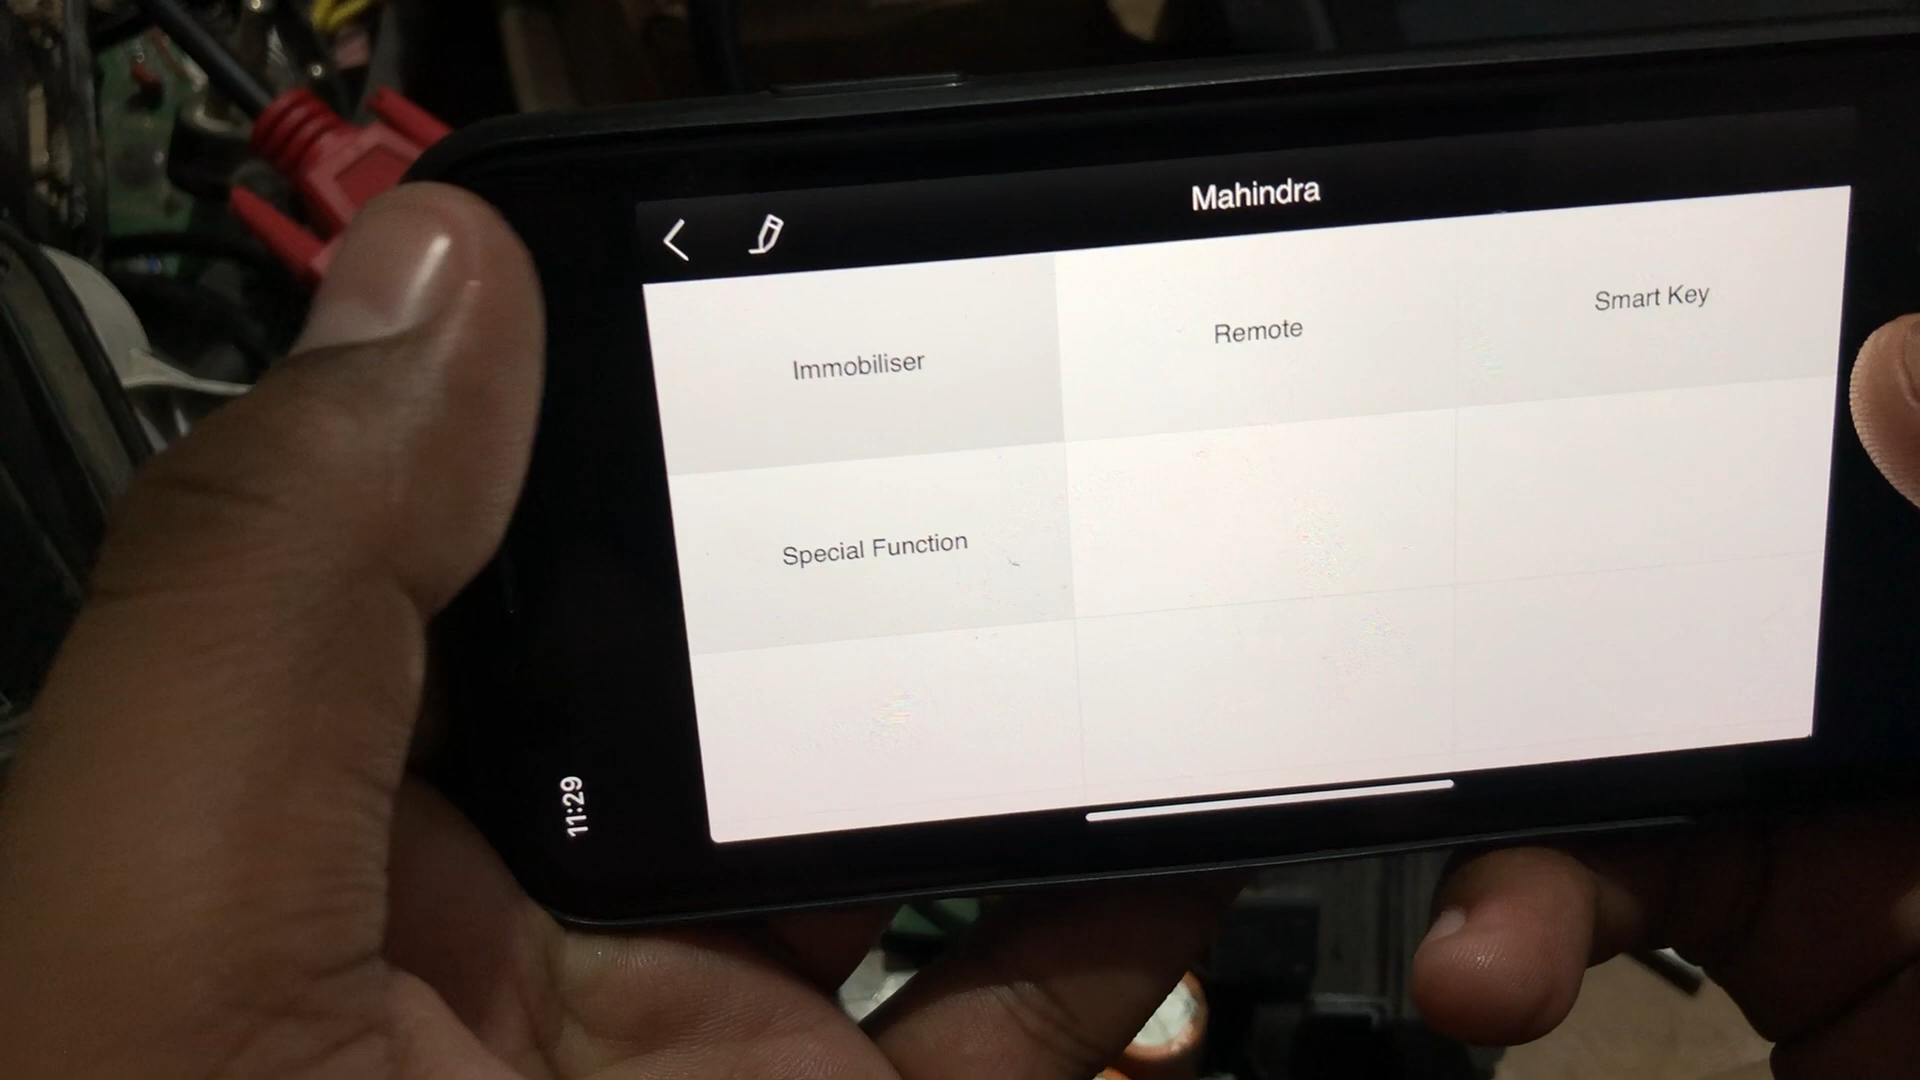 Mahindra
Immobiliser
Remote
Smart Key
Special Function
11:29